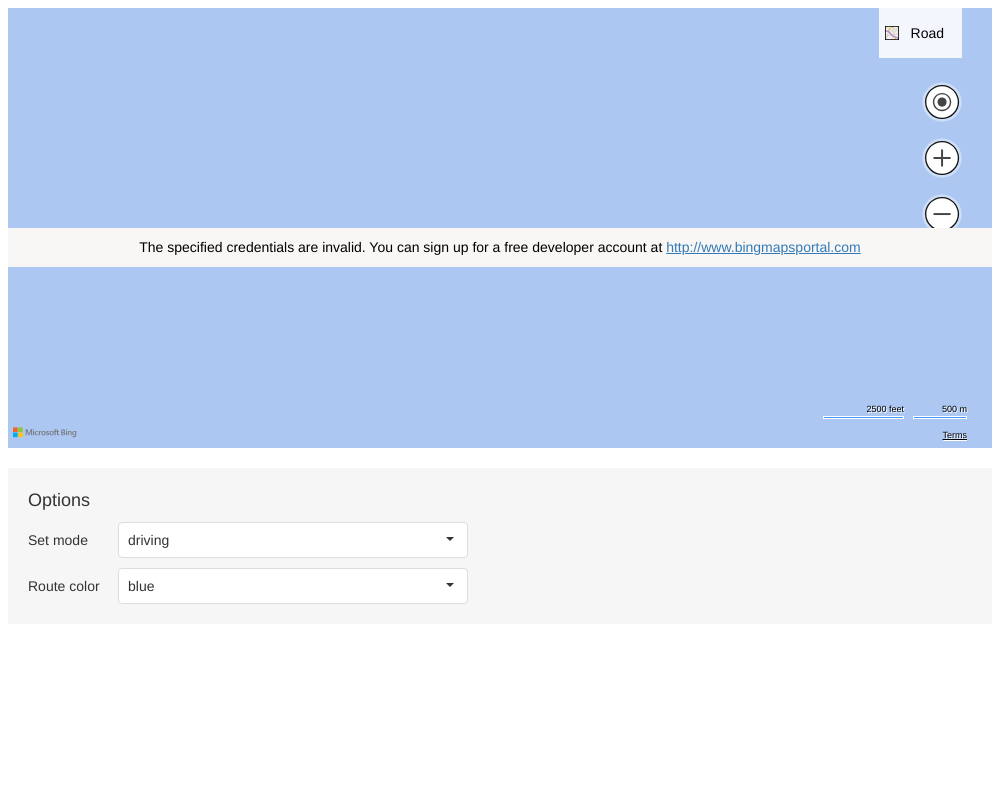 Road
The specified credentials are invalid. You can sign up for a free developer account at http://www.bingmapsportal.com
2500 feet 500 m
Microsoft Bing
Terms
Options
Set mode driving
Route color blue